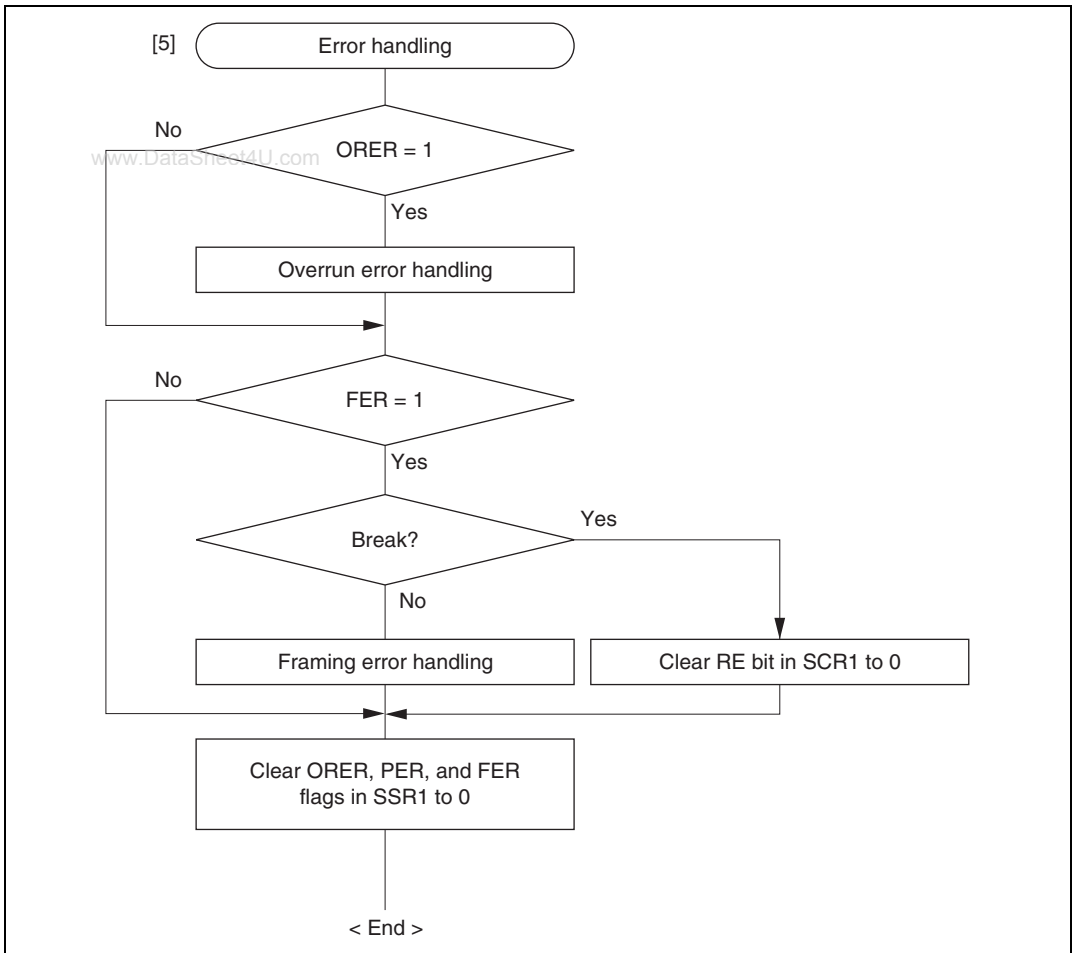 [5] Error handling
No
www.DataSheet4U.com
ORER = 1
Yes
Overrun error handling
No
FER = 1
Yes
Break?
Yes
No
Framing error handling
Clear RE bit in SCR1 to 0
Clear ORER, PER, and FER
flags in SSR1 to 0
< End >